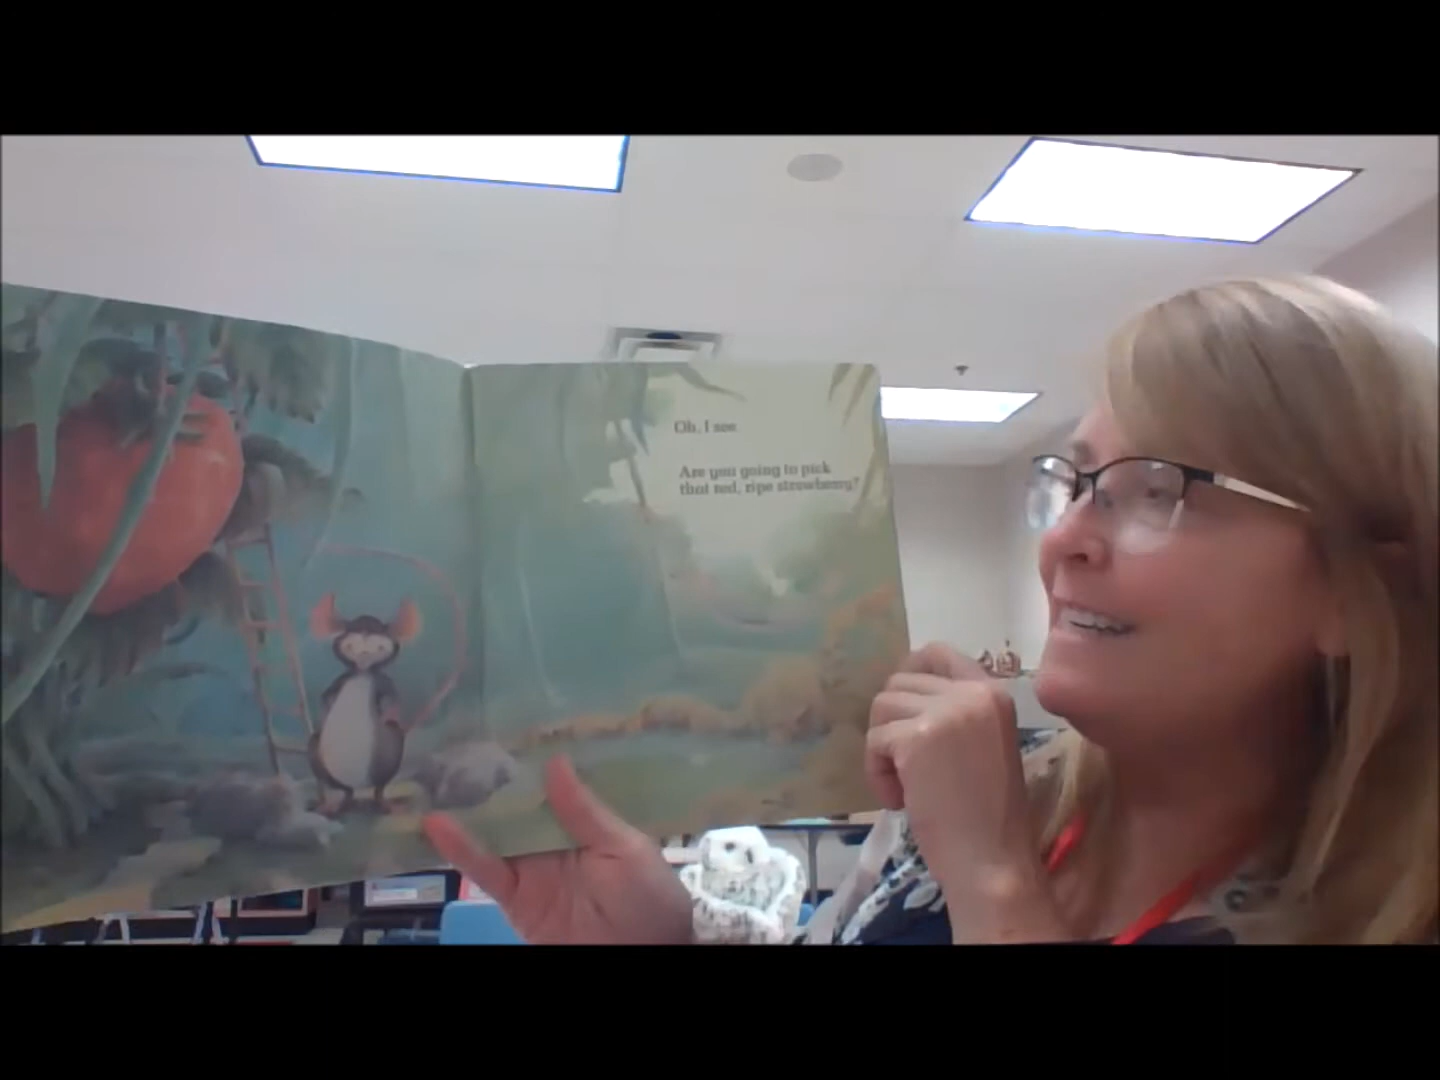 Oh, I see.
Are you going to pick
that red, ripe strawberry?